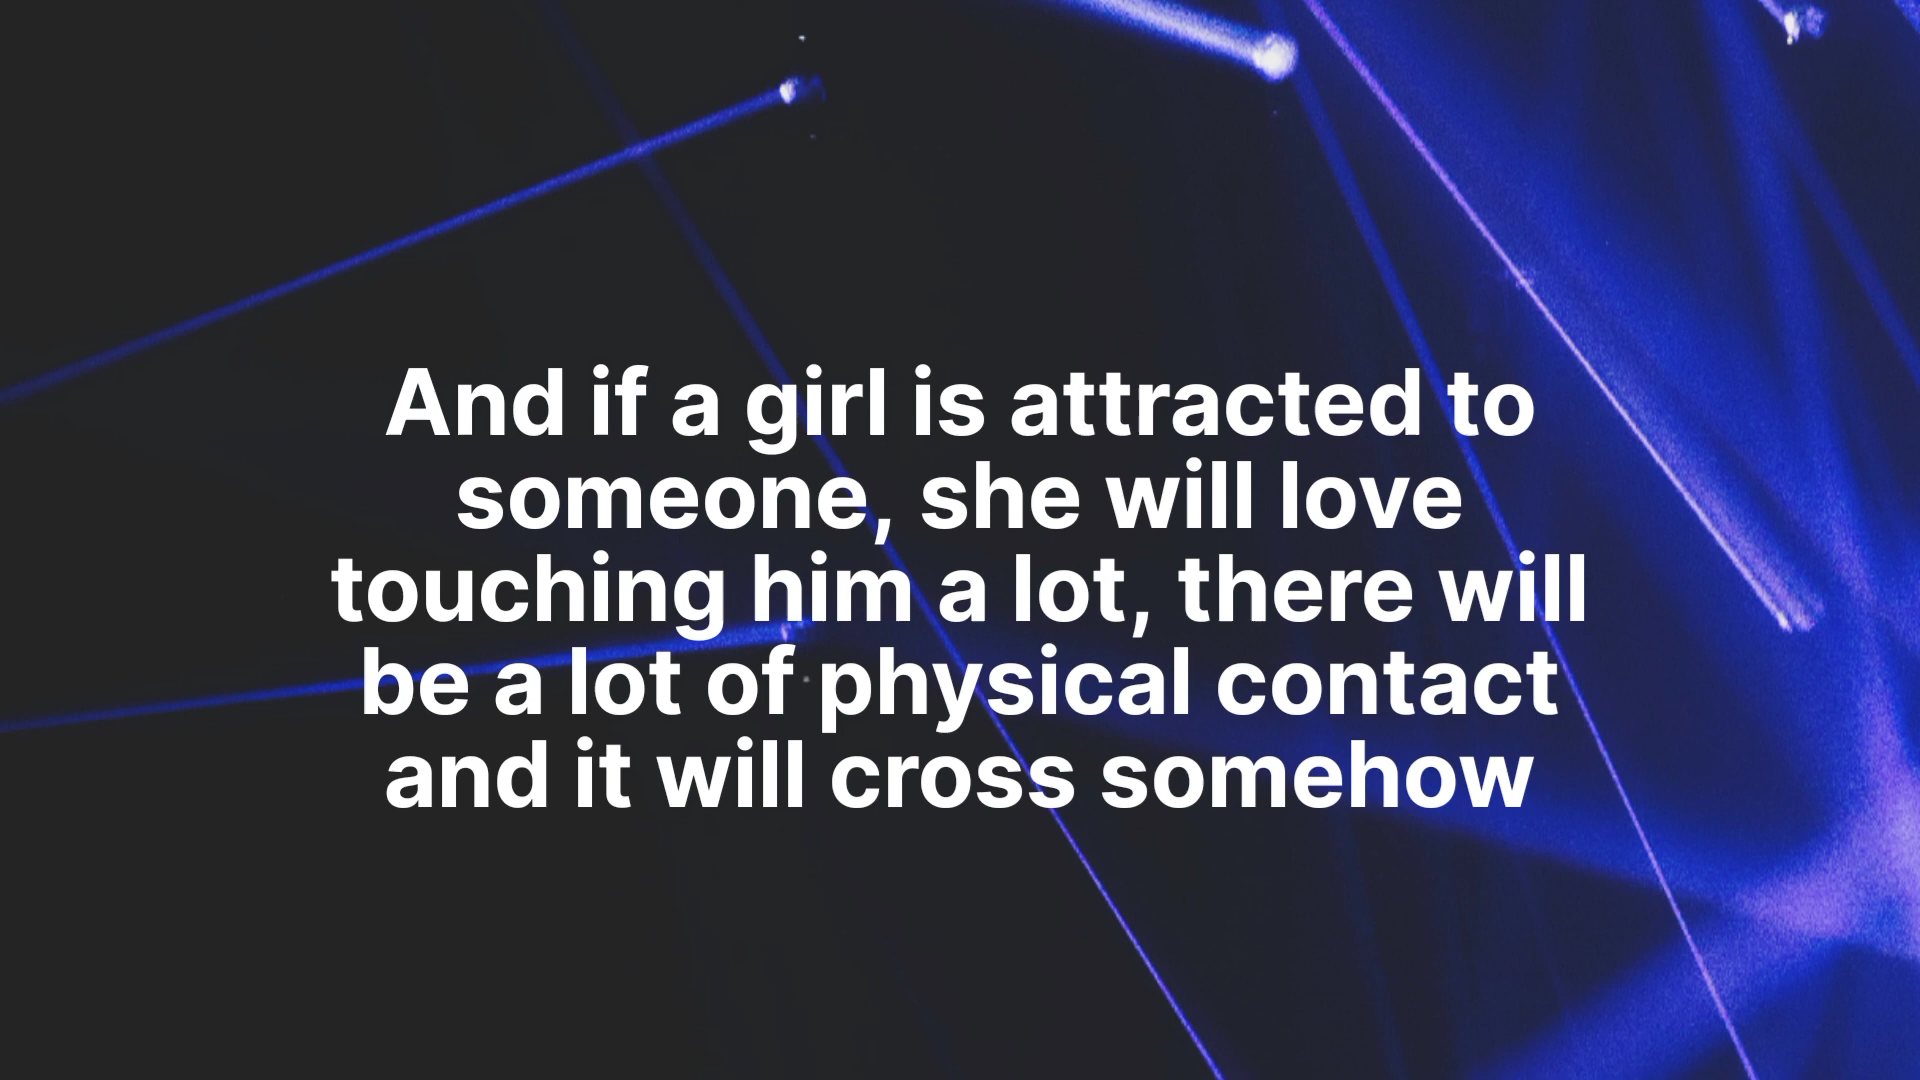 And if a girl is attracted to
someone, she will love
touching him a lot, there will
be a lot of physical contact
and it will cross somehow